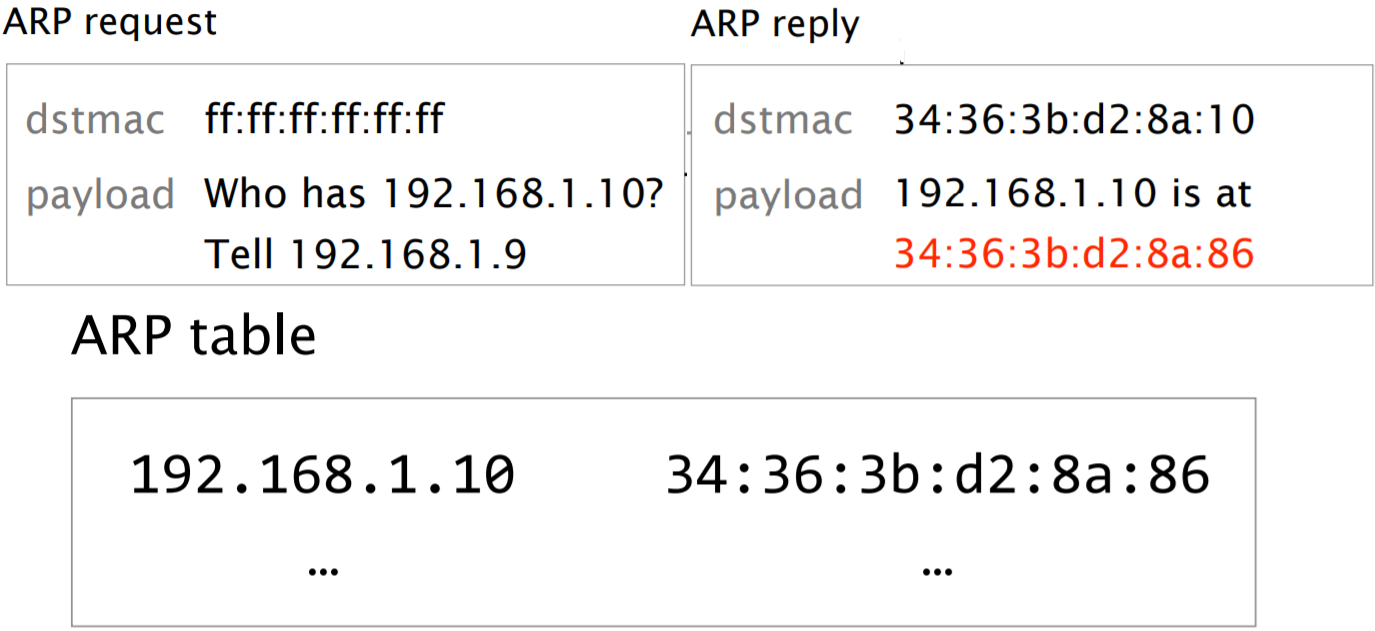 ARP request
dstmac ff:ff:ff:ff:ff:ff
payload Who has 192.168.1.10?
Tell 192.168.1.9
ARP reply
dstmac 34:36:3b:d2:8a:10
payload 192.168.1.10 is at
34:36:3b:d2:8a:86
ARP table
192.168.1.10 34:36:3b:d2:8a:86
... ...